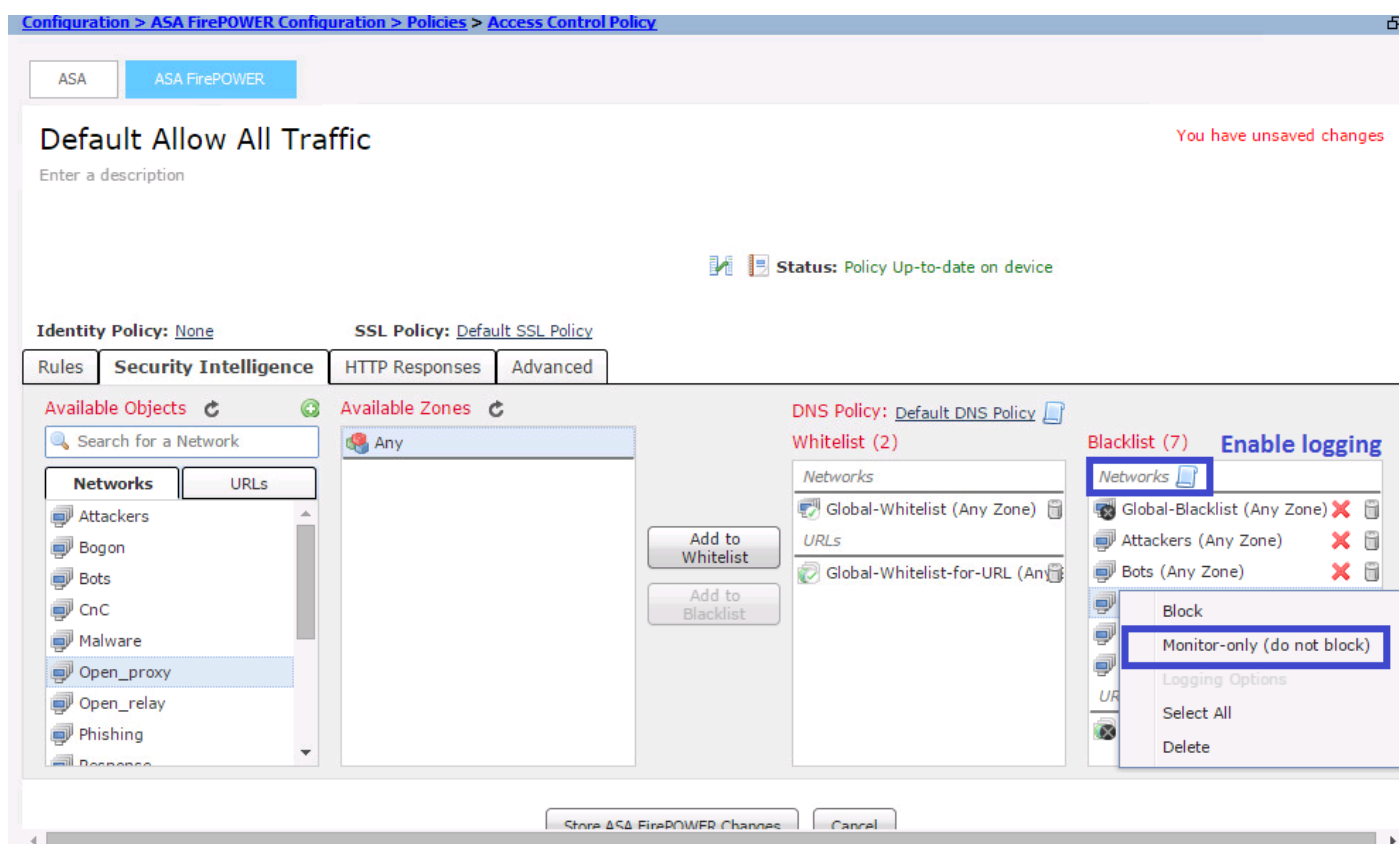 Configuration > ASA FirePOWER Configuration > Policies > Access Control Policy
ASA
ASA FirePOWER
Default Allow All Traffic
You have unsaved changes
Enter a description
Status: Policy Up-to-date on device
Identity Policy: None
SSL Policy: Default SSL Policy
Rules
Security Intelligence
HTTP Responses
Advanced
Available Objects
Search for a Network
Networks
URLs
Attackers
Bogon
Bots
CnC
Malware
Open_proxy
Open_relay
Phishing
Response
Available Zones
Any
Add to
Whitelist
Add to
Blacklist
DNS Policy: Default DNS Policy
Whitelist (2)
Networks
Global-Whitelist (Any Zone)
URLs
Global-Whitelist-for-URL (Any
Blacklist (7)
Enable logging
Networks
Global-Blacklist (Any Zone)
Attackers (Any Zone)
Bots (Any Zone)
UR
Block
Monitor-only (do not block)
Logging Options
Select All
Delete
Store ASA FirePOWER Changes
Cancel